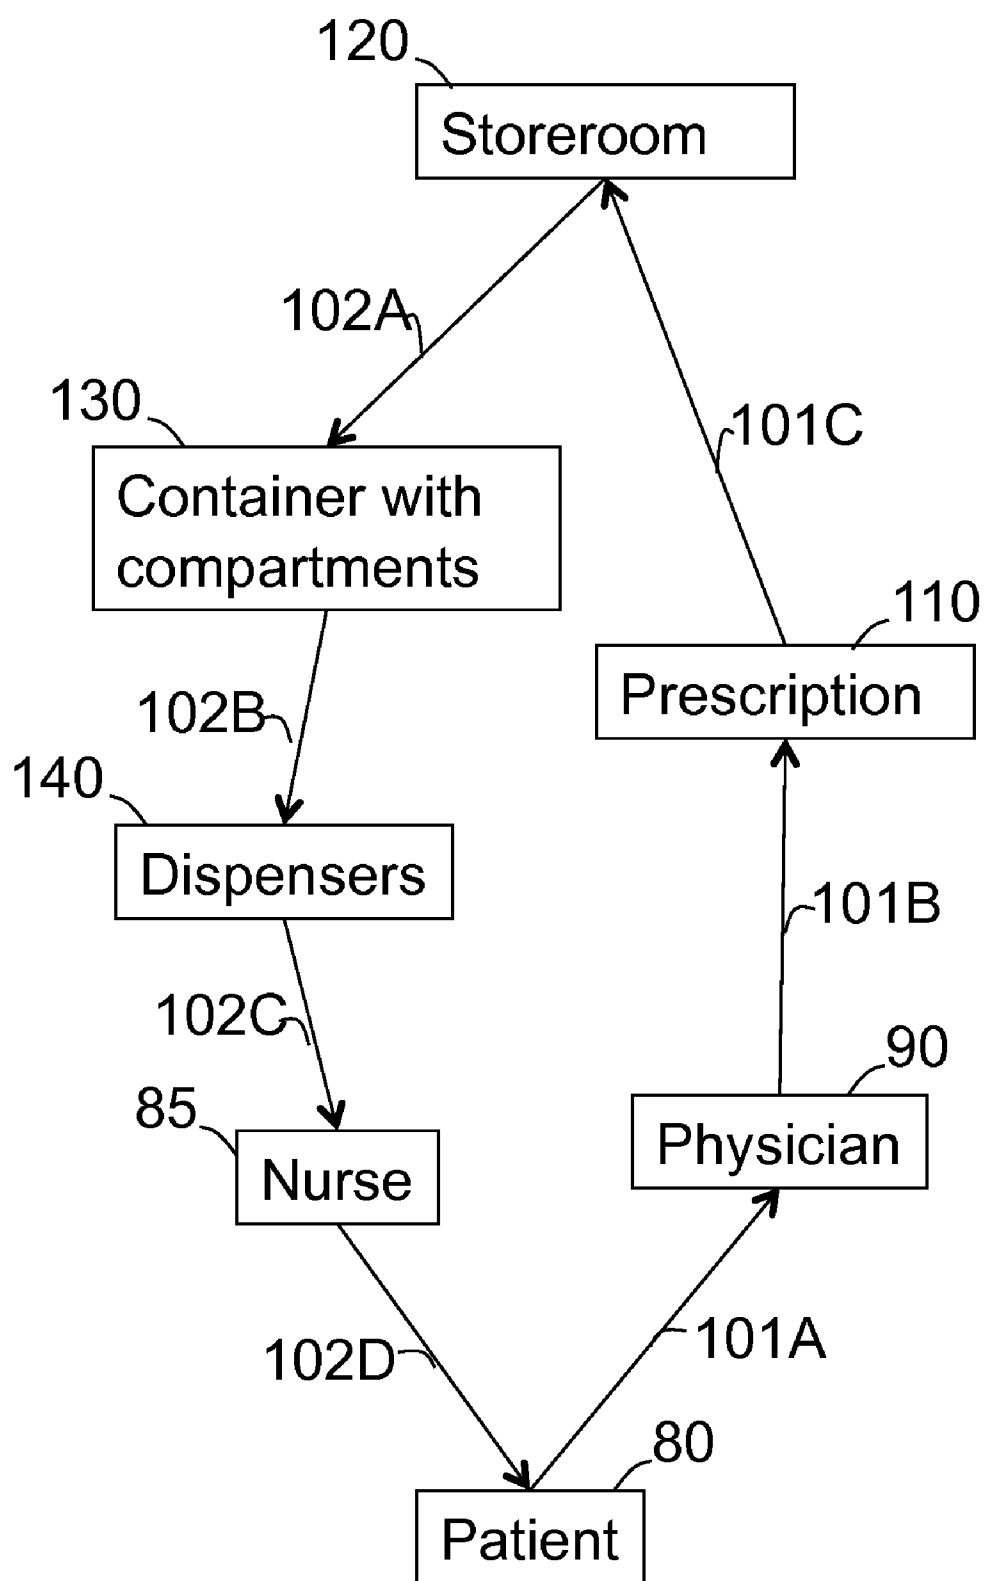 120
Storeroom
102A
130
101C
Container with
compartments
110
Prescription
102B
140
Dispensers
101B
102C
90
85
Physician
Nurse
101A
102D
80
Patient